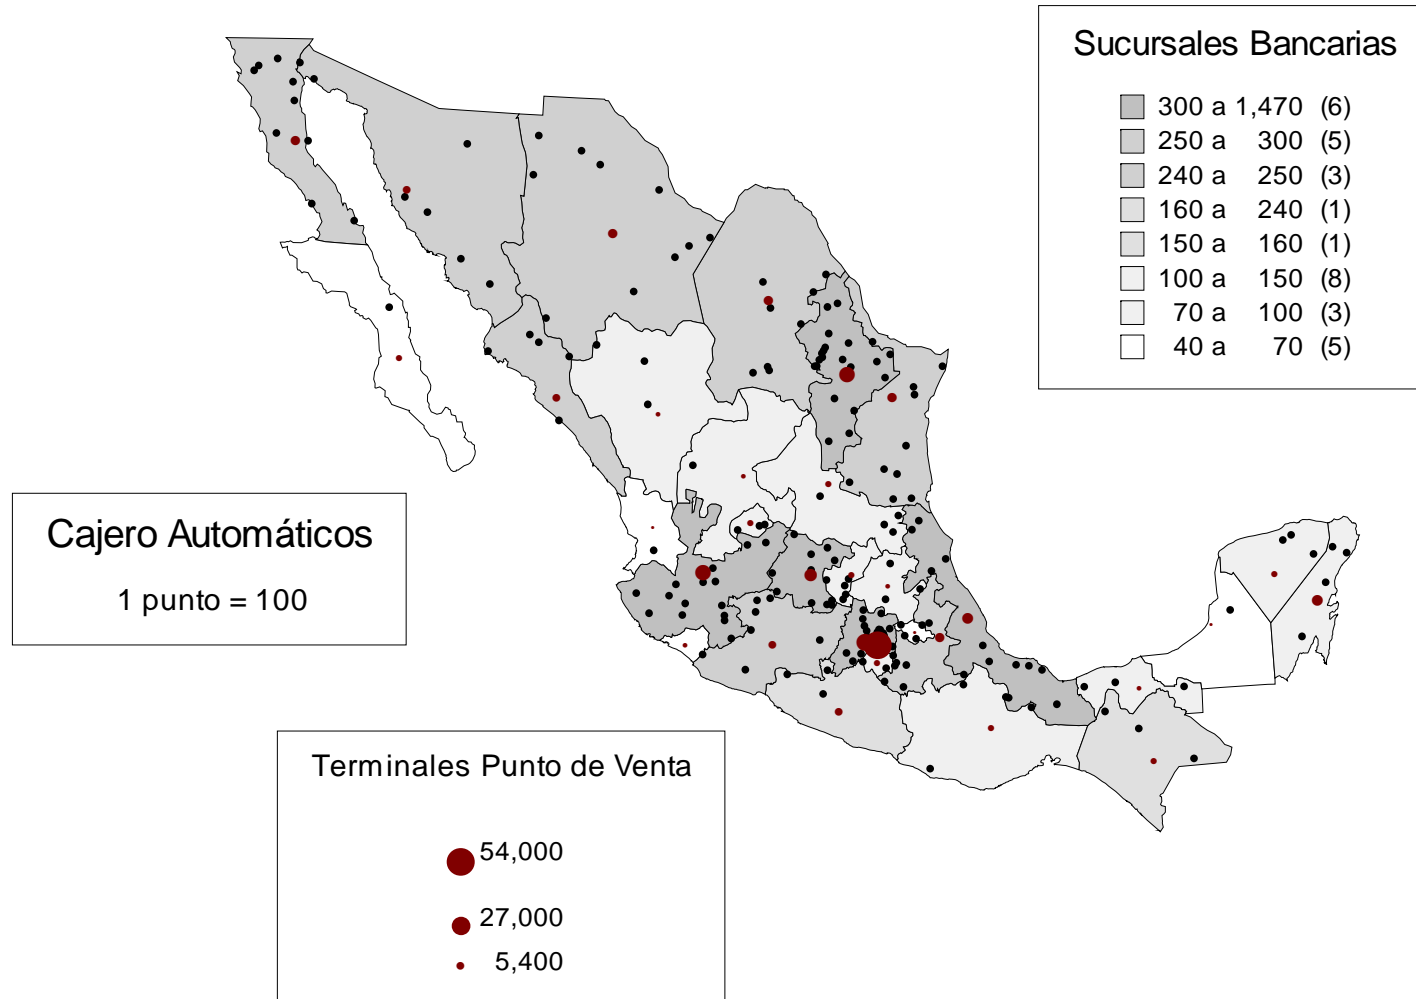 Sucursales Bancarias
300 a 1,470 (6)
250 a 300 (5)
240 a 250 (3)
160 a 240 (1)
150 a 160 (1)
100 a 150 (8)
70 a 100 (3)
40 a 70 (5)
Cajero Automáticos
1 punto = 100
Terminales Punto de Venta
54,000
27,000
5,400